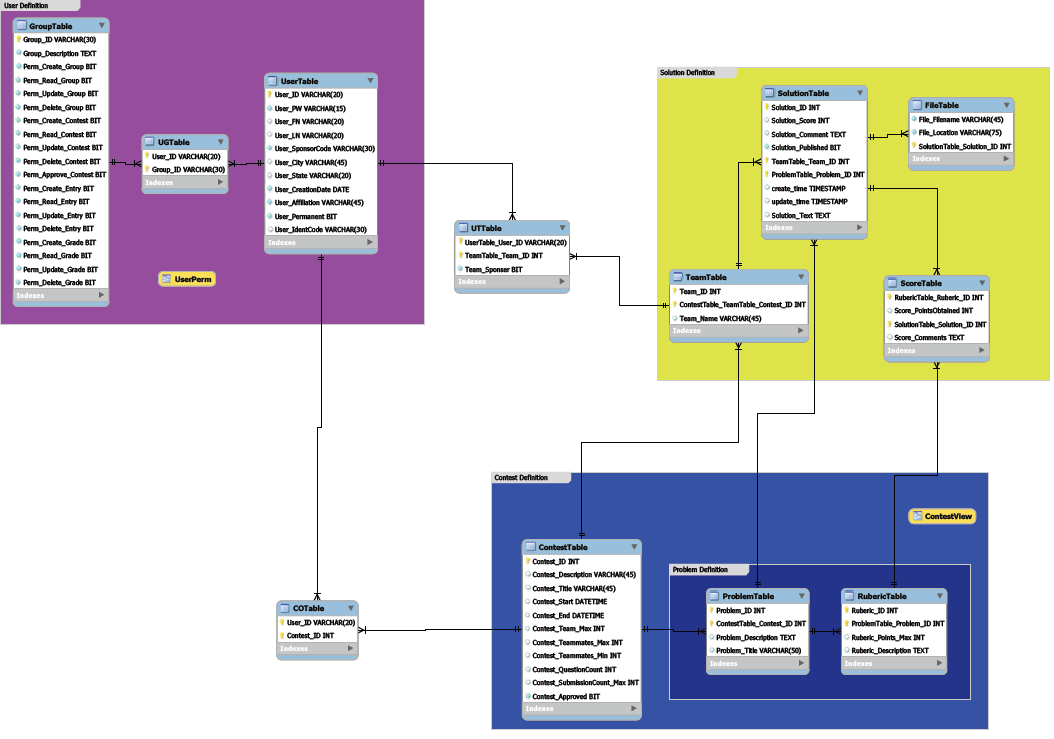 User Definition
GroupTable
Group_ID VARCHAR(30)
Group_Description TEXT
Perm_Create_Group BIT
Perm_Read_Group BIT
Perm_Update_Group BIT
Perm_Delete_Group BIT
Perm_Create_Contest BIT
Perm_Read_Contest BIT
Perm_Update_Contest BIT
Perm_Delete_Contest BIT
Perm_Approve_Contest BIT
Perm_Create_Entry BIT
Perm_Read_Entry BIT
Perm_Update_Entry BIT
Perm_Delete_Entry BIT
Perm_Create_Grade BIT
Perm_Read_Grade BIT
Perm_Update_Grade BIT
Perm_Delete_Grade BIT
Indexes
UGTable
User_ID VARCHAR(20)
Group_ID VARCHAR(30)
Indexes
UserTable
User_ID VARCHAR(20)
User_PW VARCHAR(15)
User_FN VARCHAR(20)
User_LN VARCHAR(20)
User_SponsorCode VARCHAR(30)
User_City VARCHAR(45)
User_State VARCHAR(20)
User_CreationDate DATE
User_Affiliation VARCHAR(45)
User_Permanent BIT
User_IdentCode VARCHAR(30)
Indexes
UserPerm
UTTable
UserTable_User_ID VARCHAR(20)
TeamTable_Team_ID INT
Team_Sponser BIT
Indexes
Solution Definition
SolutionTable
Solution_ID INT
Solution_Score INT
Solution_Comment TEXT
Solution_Published BIT
TeamTable_Team_ID INT
ProblemTable_Problem_ID INT
create_time TIMESTAMP
update_time TIMESTAMP
Solution_Text TEXT
Indexes
FileTable
File_Filename VARCHAR(45)
File_Location VARCHAR(75)
SolutionTable_Solution_ID INT
Indexes
TeamTable
Team_ID INT
ContestTable_TeamTable_Contest_ID INT
Team_Name VARCHAR(45)
Indexes
ScoreTable
RubericTable_Ruberic_ID INT
Score_PointsObtained INT
SolutionTable_Solution_ID INT
Score_Comments TEXT
Indexes
COTable
User_ID VARCHAR(20)
Contest_ID INT
Indexes
Contest Definition
ContestView
ContestTable
Contest_ID INT
Contest_Description VARCHAR(45)
Contest_Title VARCHAR(45)
Contest_Start DATETIME
Contest_End DATETIME
Contest_Team_Max INT
Contest_Teammates_Max INT
Contest_Teammates_Min INT
Contest_QuestionCount INT
Contest_SubmissionCount_Max INT
Contest_Approved BIT
Indexes
Problem Definition
ProblemTable
Problem_ID INT
ContestTable_Contest_ID INT
Problem_Description TEXT
Problem_Title VARCHAR(50)
Indexes
RubericTable
Ruberic_ID INT
ProblemTable_Problem_ID INT
Ruberic_Points_Max INT
Ruberic_Description TEXT
Indexes